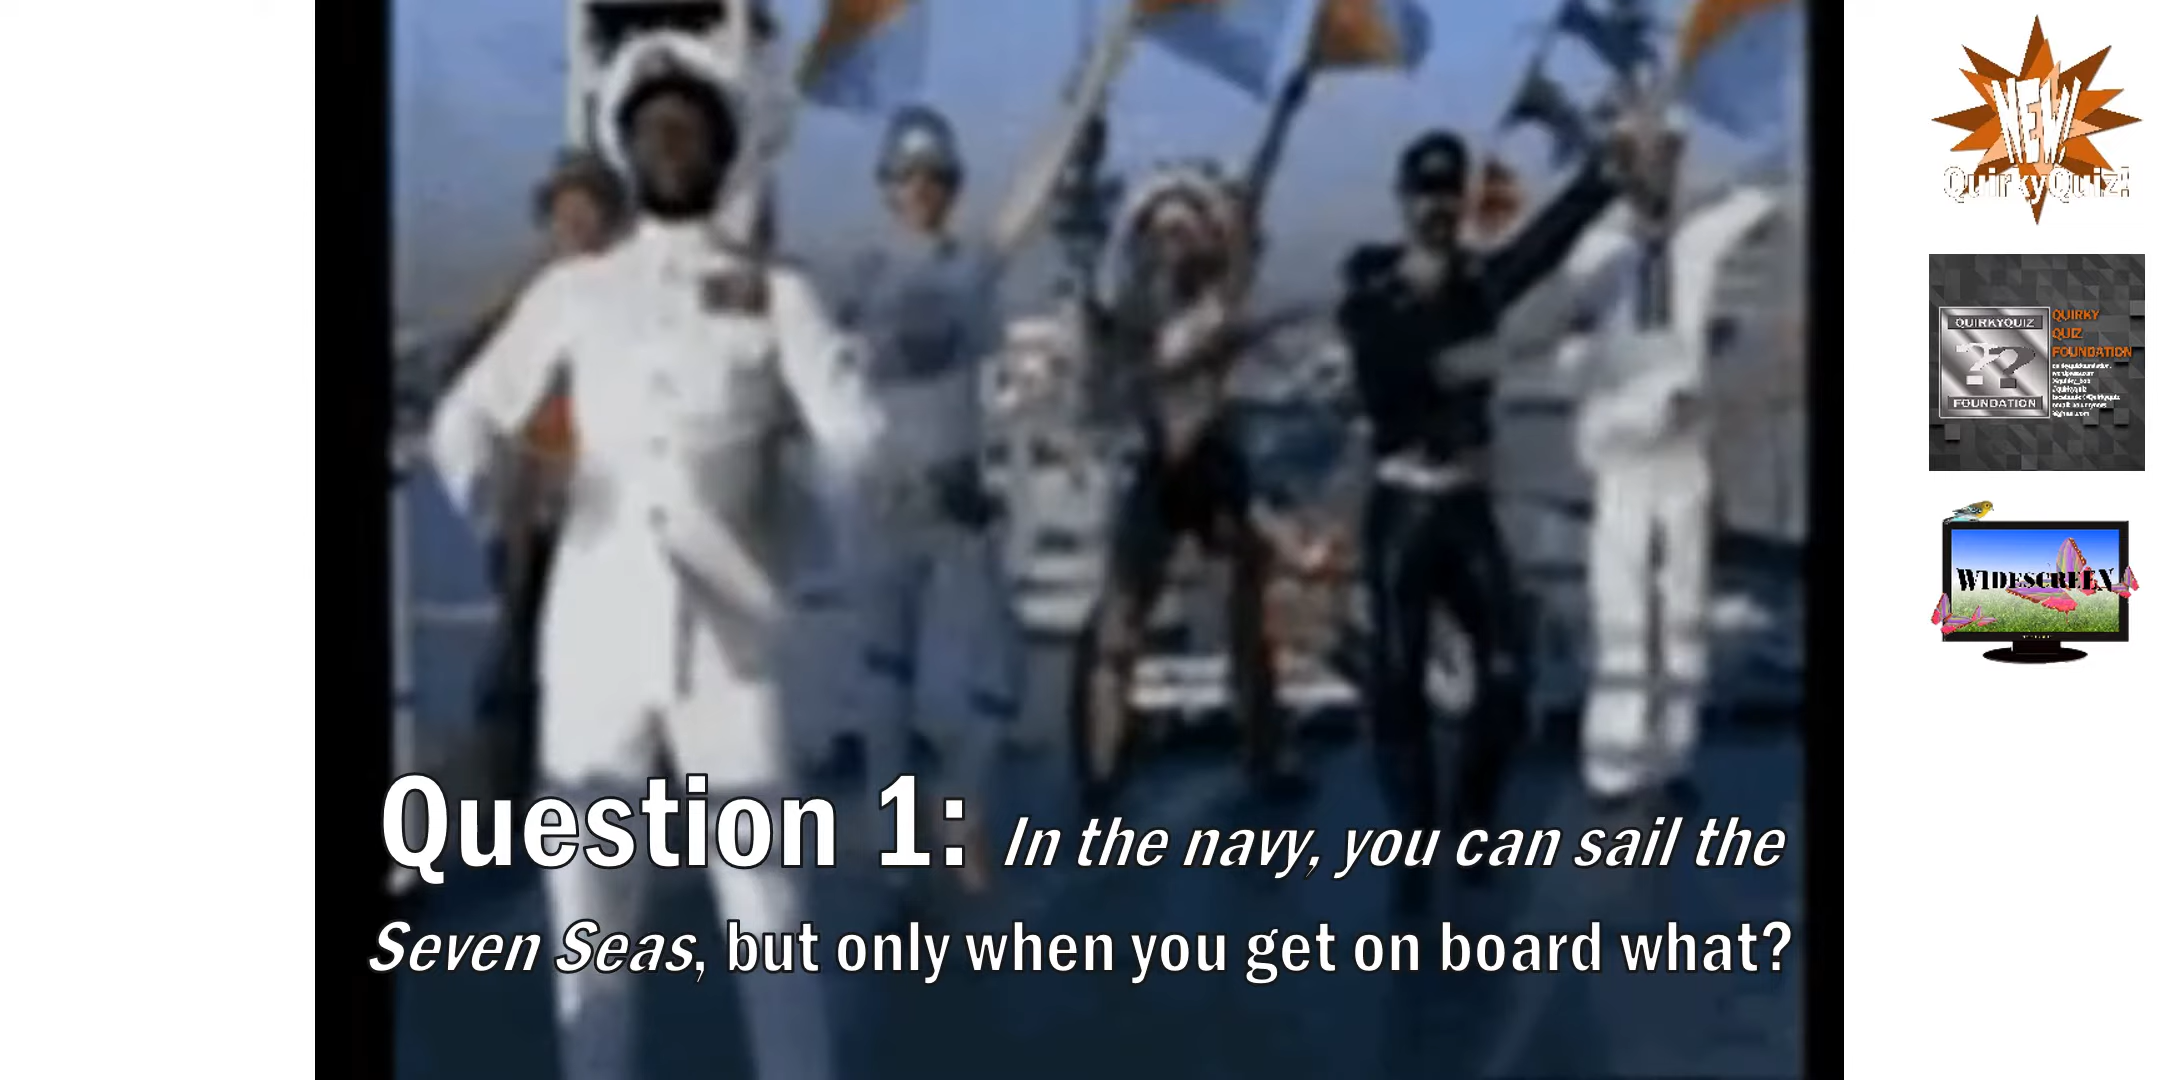 Question 1: In the navy, you can sail the
Seven Seas, but only when you get on board what?
NEW!
QuirkyQuiz!
QUIRKYQUIZ
??
FOUNDATION
QUIRKY
QUIZ
FOUNDATION
WIDESCREEN